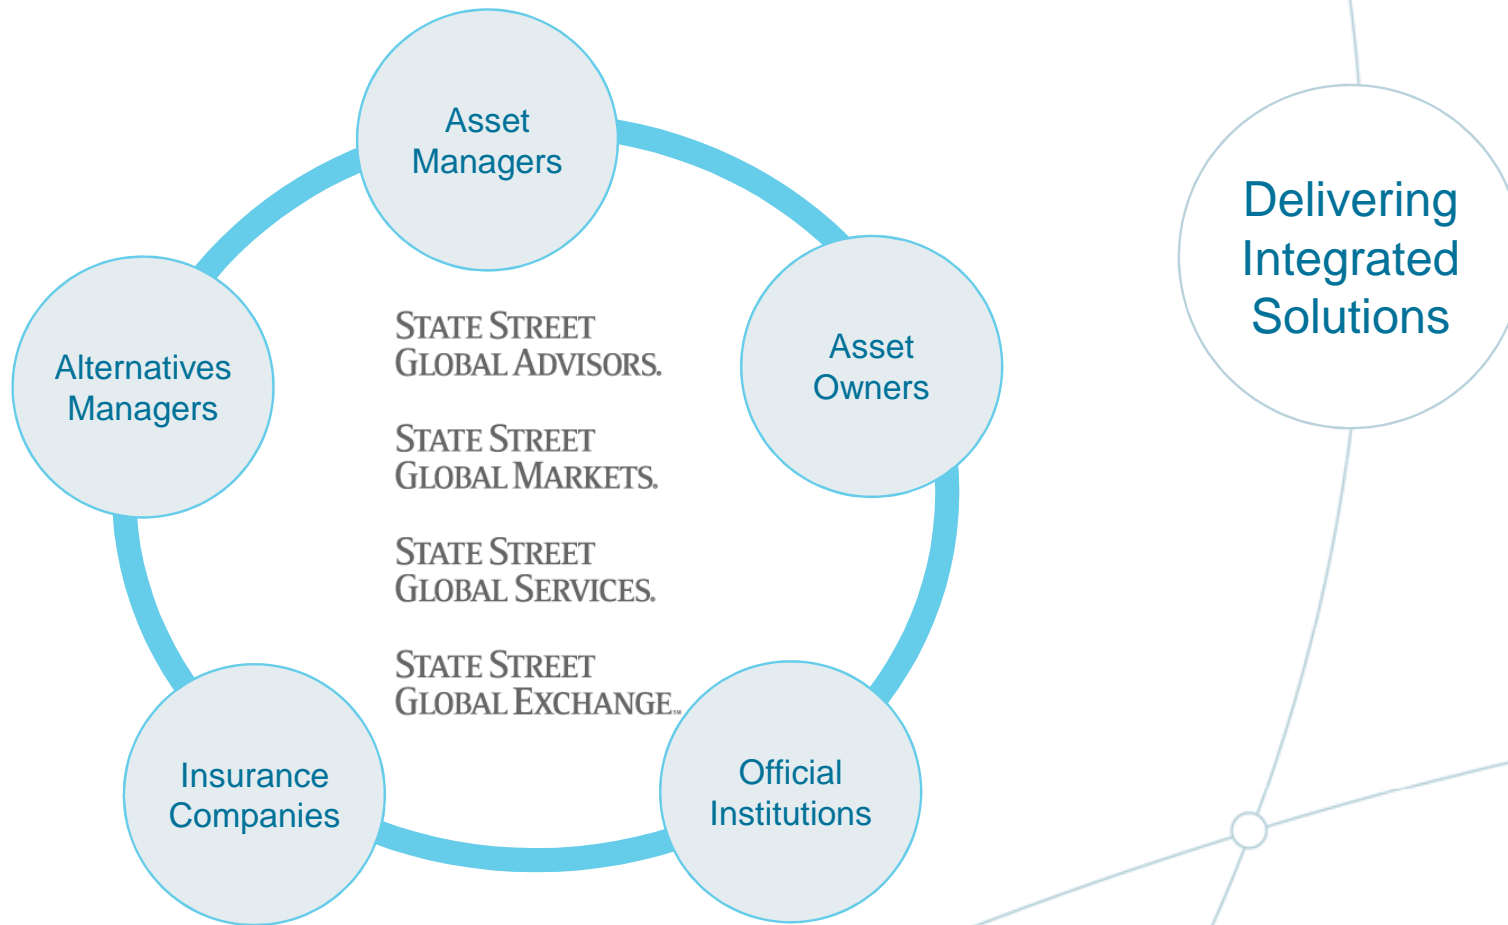 Asset
Managers
Asset
Owners
Official
Institutions
Insurance
Companies
Alternatives
Managers
STATE STREET
GLOBAL ADVISORS.
STATE STREET
GLOBAL MARKETS.
STATE STREET
GLOBAL SERVICES.
STATE STREET
GLOBAL EXCHANGE℠
Delivering
Integrated
Solutions